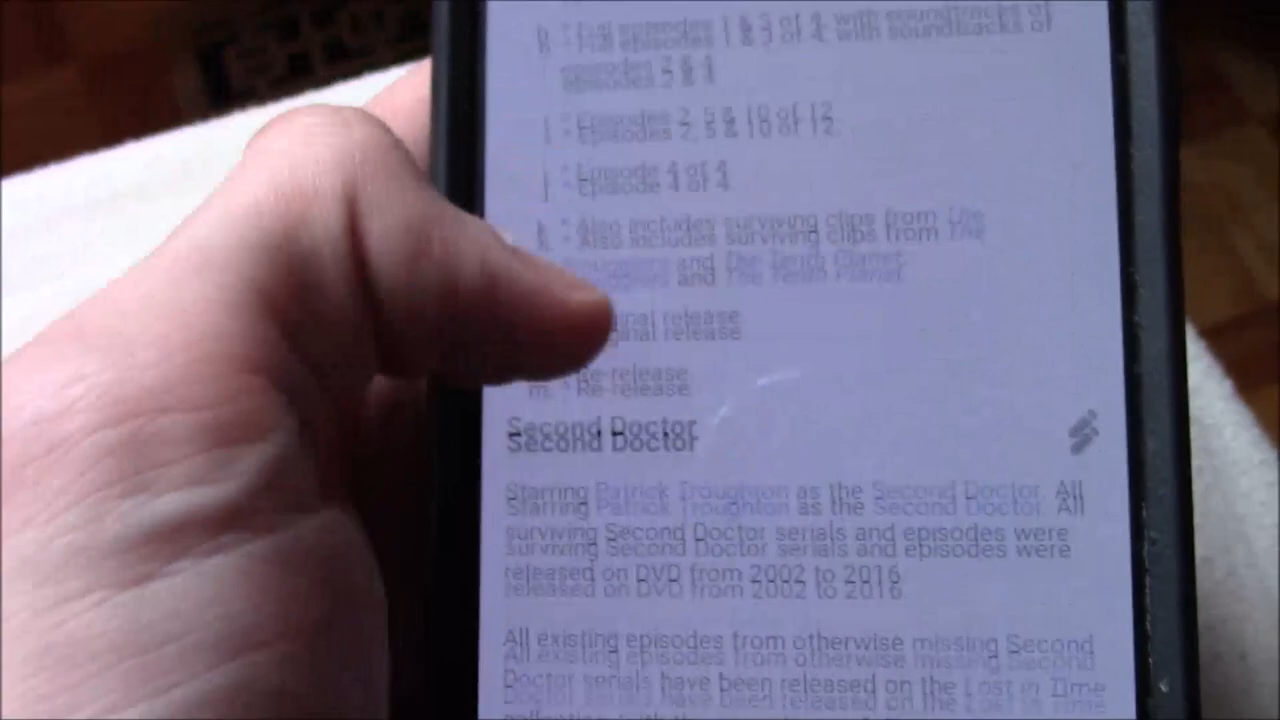 " Full episodes 1 & 3 of 4, with soundtracks of
episodes 2 & 4
" Episodes 2, 5 & 10 of 12
j. " Episode 4 of 4
k. " Also includes surviving clips from The
Smugglers and The Tenth Planet
ginal release
m. " Re-release
Second Doctor
Starring Patrick Troughton as the Second Doctor. All
surviving Second Doctor serials and episodes were
released on DVD from 2002 to 2016
All existing episodes from otherwise missing Second
Doctor serials have been released on the Lost in Time